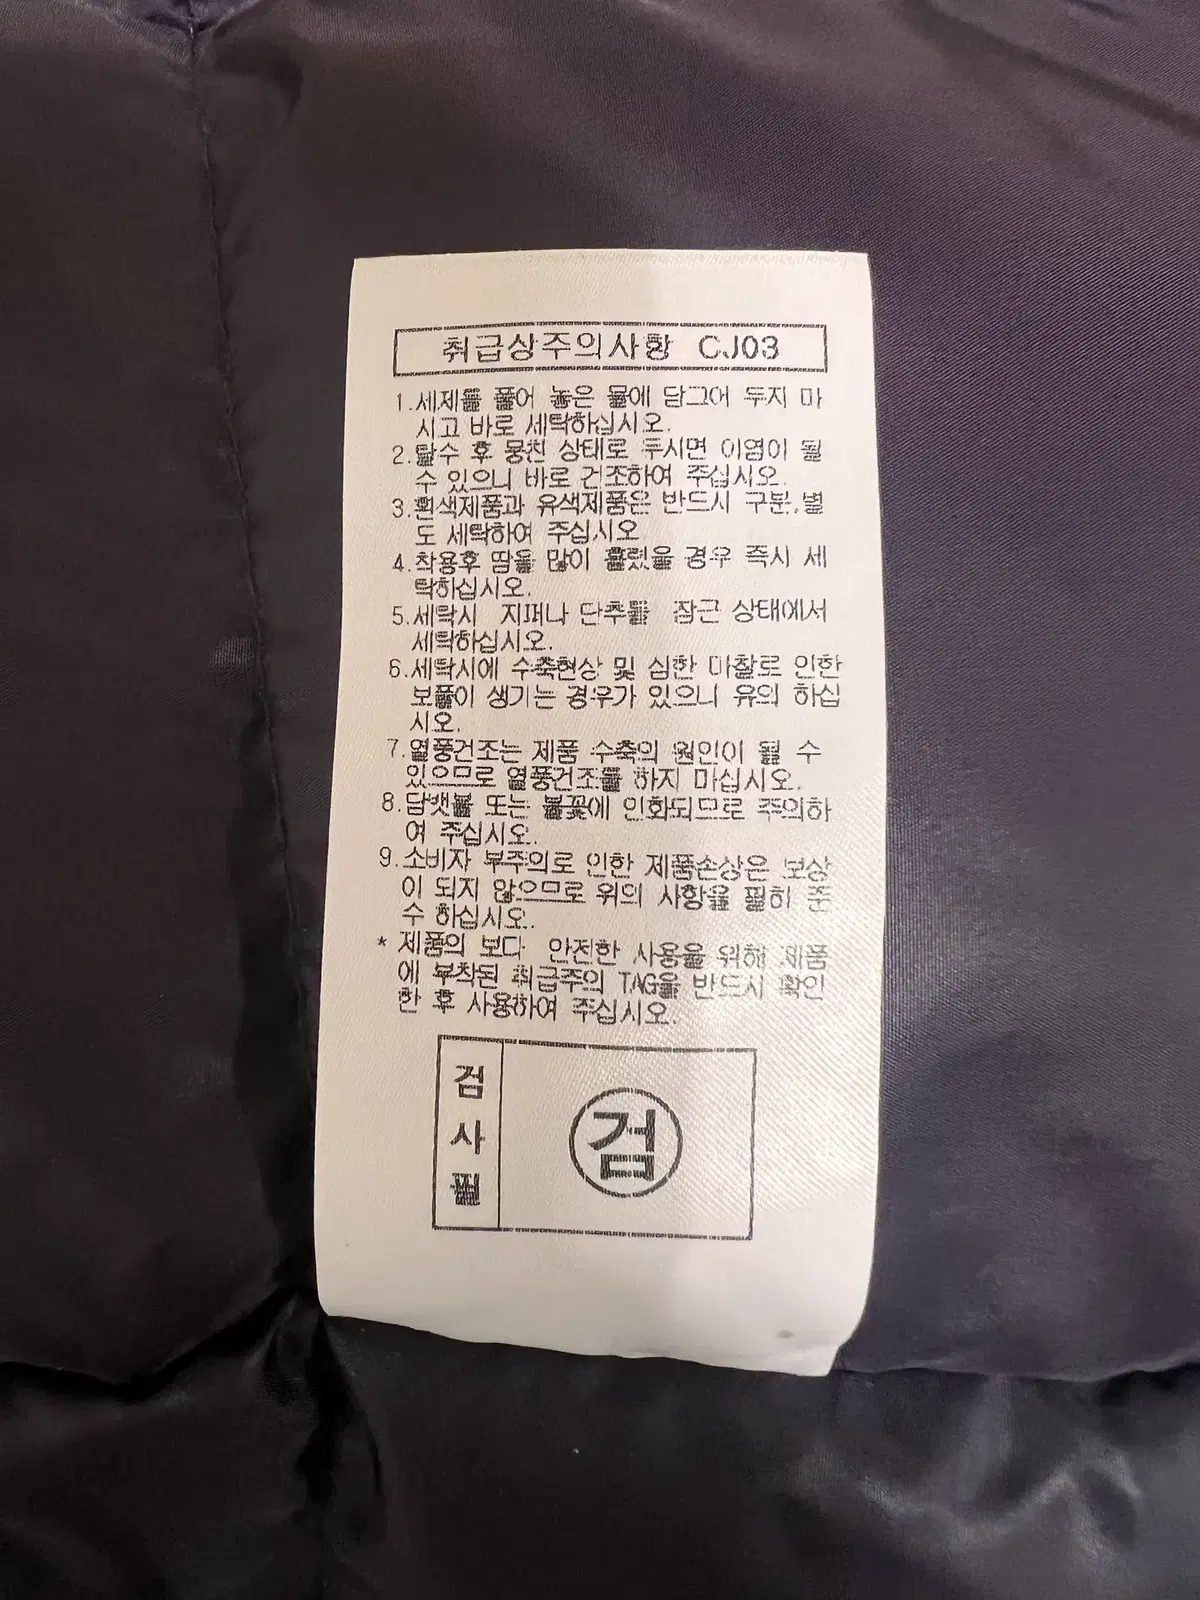 취급상주의사항 CJ03
1.세제를 풀어 놓은 물에 담그어 두지 마
시고 바로 세탁하십시오.
2.탈수 후 뭉친 상태로 두시면 이염이 될
수 있으니 바로 건조하여 주십시오.
3.흰색제품과 유색제품은 반드시 구분,별
도 세탁하여 주십시오
4.착용후 땀을 많이 흘렸을 경우 즉시 세
탁하십시오.
5.세탁시 지퍼나 단추를 잠근 상태에서
세탁하십시오.
6.세탁시에 수축현상 및 심한 마찰로 인한
보풀이 생기는 경우가 있으니 유의 하십
시오.
7.열풍건조는 제품 수축의 원인이 될 수
있으므로 열풍건조를 하지 마십시오.
8.담뱃불 또는 불꽃에 인화되므로 주의하
여 주십시오.
9.소비자 부주의로 인한 제품손상은 보상
이 되지 않으므로 위의 사항을 필히 준
수 하십시오.
* 제품의 보다 안전한 사용을 위해 제품
에 부착된 취급주의 TAG을 반드시 확인
한 후 사용하여 주십시오.
검사필
검